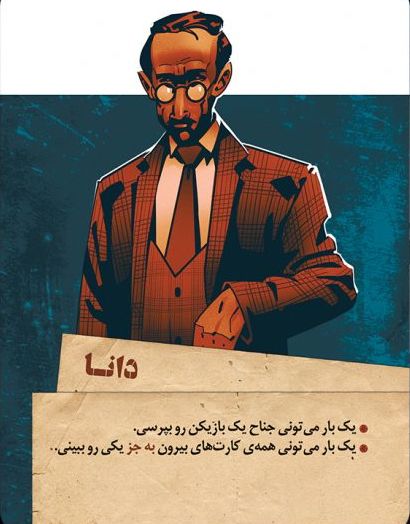 دانا
یک بار می‌تونی جناح یک بازیکن رو بپرسی.
یک بار می‌تونی همه‌ی کارت‌های بیرون به جز یکی رو ببینی..